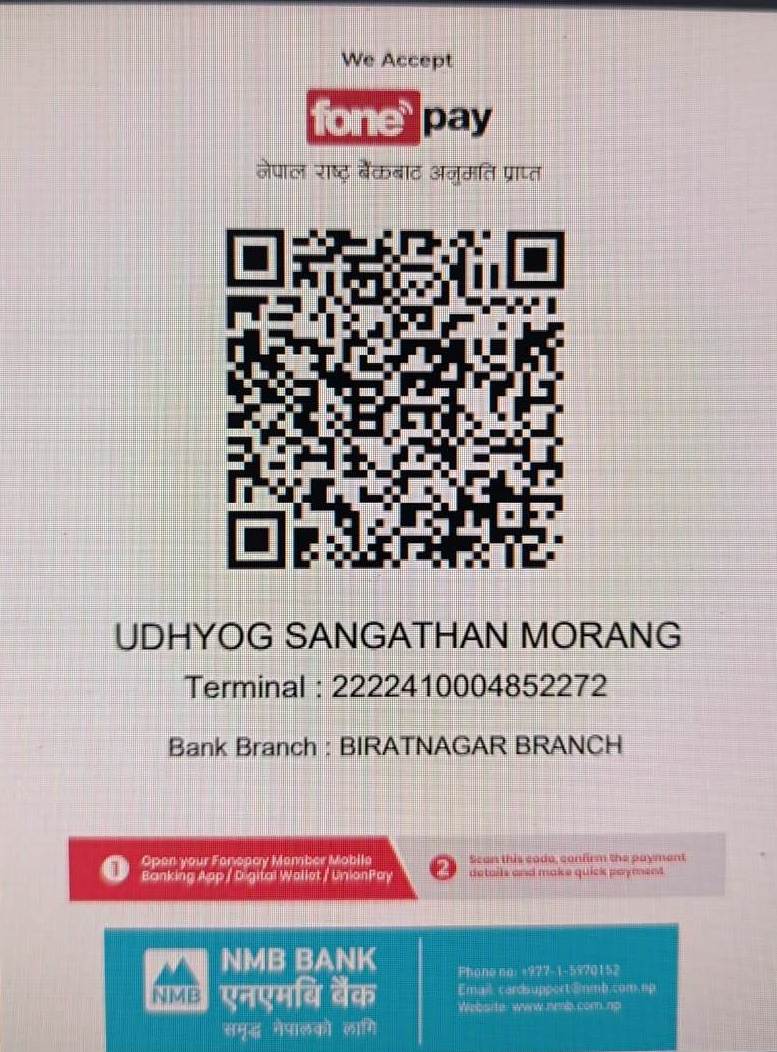 We Accept
fonepay
नेपाल राष्ट्र बैंकबाट अनुमति प्राप्त
UDHYOG SANGATHAN MORANG
Terminal : 2222410004852272
Bank Branch : BIRATNAGAR BRANCH
1 Open your Fonepay Member Mobile
Banking App / Digital Wallet / UnionPay
2 Scan this code, confirm the payment
details and make quick payment
NMB BANK
एनएमबि बैंक
समृद्ध नेपालको लागि
NMB
Phone no: +977-1-5970152
Email: cardsupport@nmb.com.np
Website: www.nmb.com.np